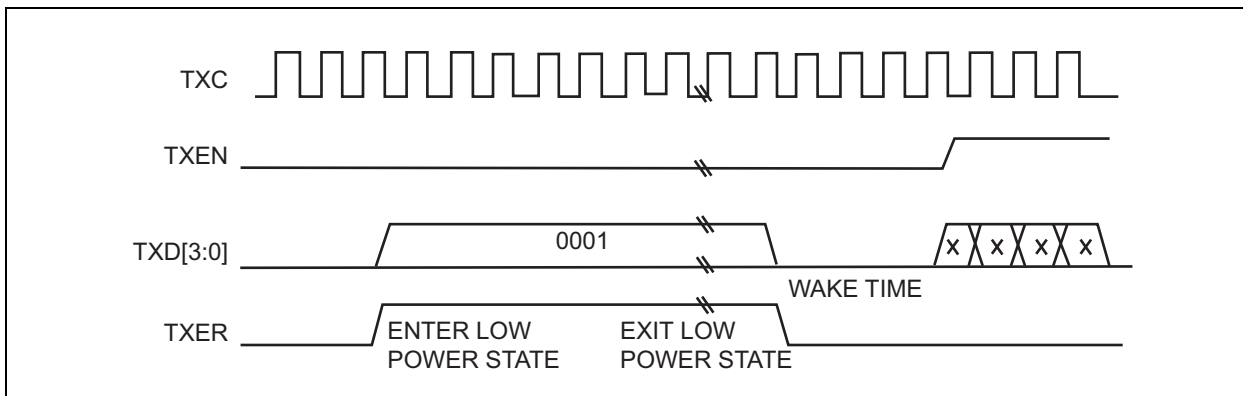 TXC
TXEN
TXD[3:0]
0001
x x x x
WAKE TIME
TXER
ENTER LOW
POWER STATE
EXIT LOW
POWER STATE